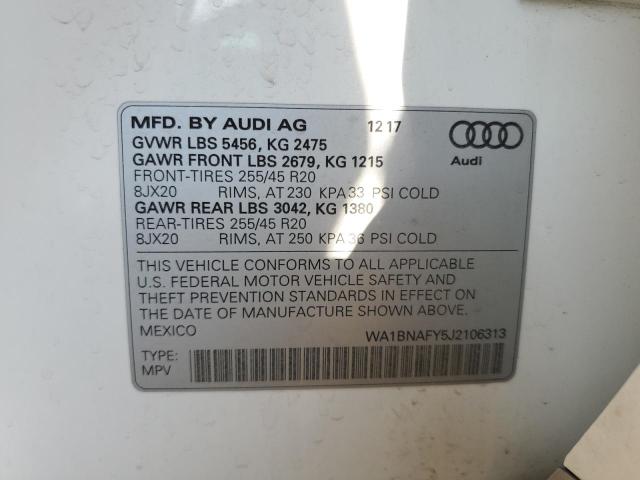 MFD. BY AUDI AG 12 17
GVWR LBS 5456, KG 2475
GAWR FRONT LBS 2679, KG 1215
FRONT-TIRES 255/45 R20
8JX20 RIMS, AT 230 KPA 33 PSI COLD
GAWR REAR LBS 3042, KG 1380
REAR-TIRES 255/45 R20
8JX20 RIMS, AT 250 KPA 36 PSI COLD
Audi
THIS VEHICLE CONFORMS TO ALL APPLICABLE
U.S. FEDERAL MOTOR VEHICLE SAFETY AND
THEFT PREVENTION STANDARDS IN EFFECT ON
THE DATE OF MANUFACTURE SHOWN ABOVE.
MEXICO WA1BNAFY5J2106313
TYPE:
MPV